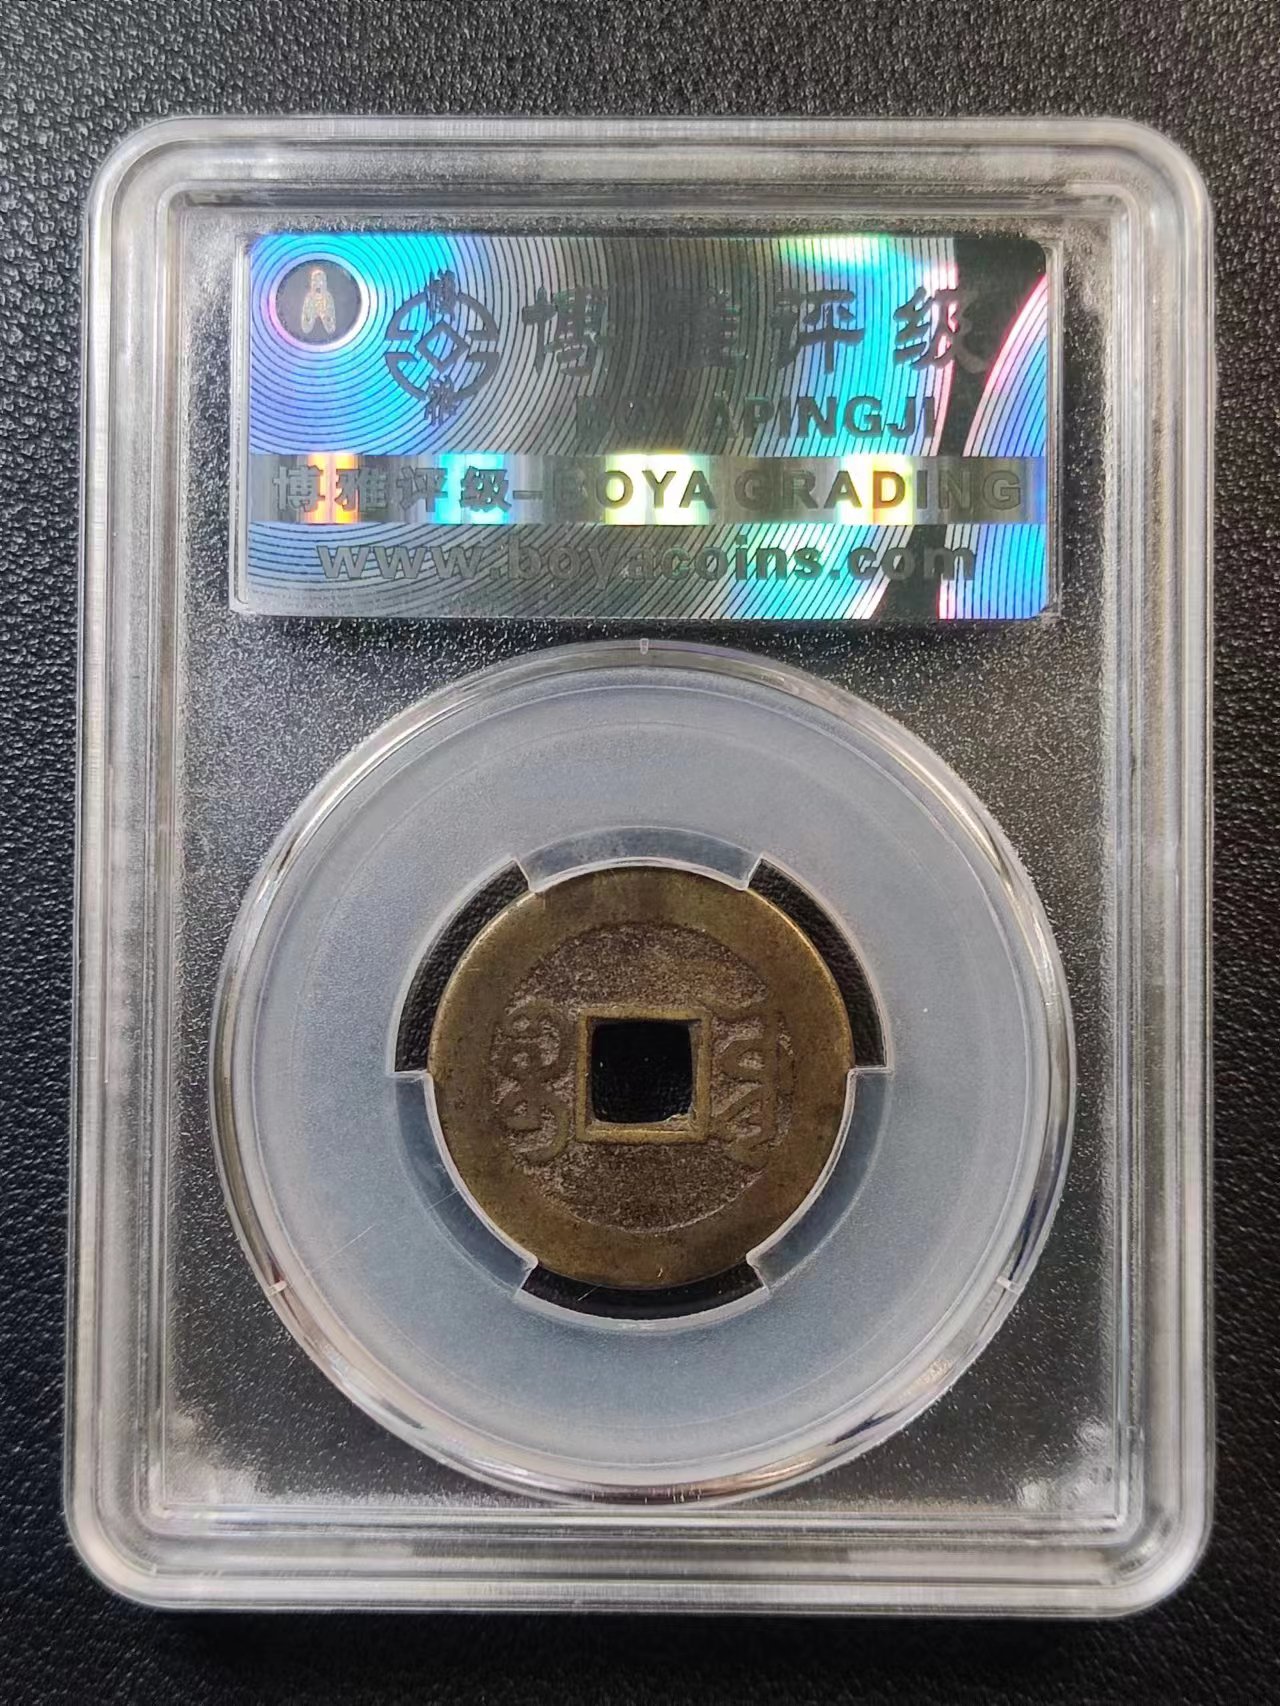 博雅评级
BOYAPINGJI
博雅评级–BOYA GRADING
www.boyacoins.com